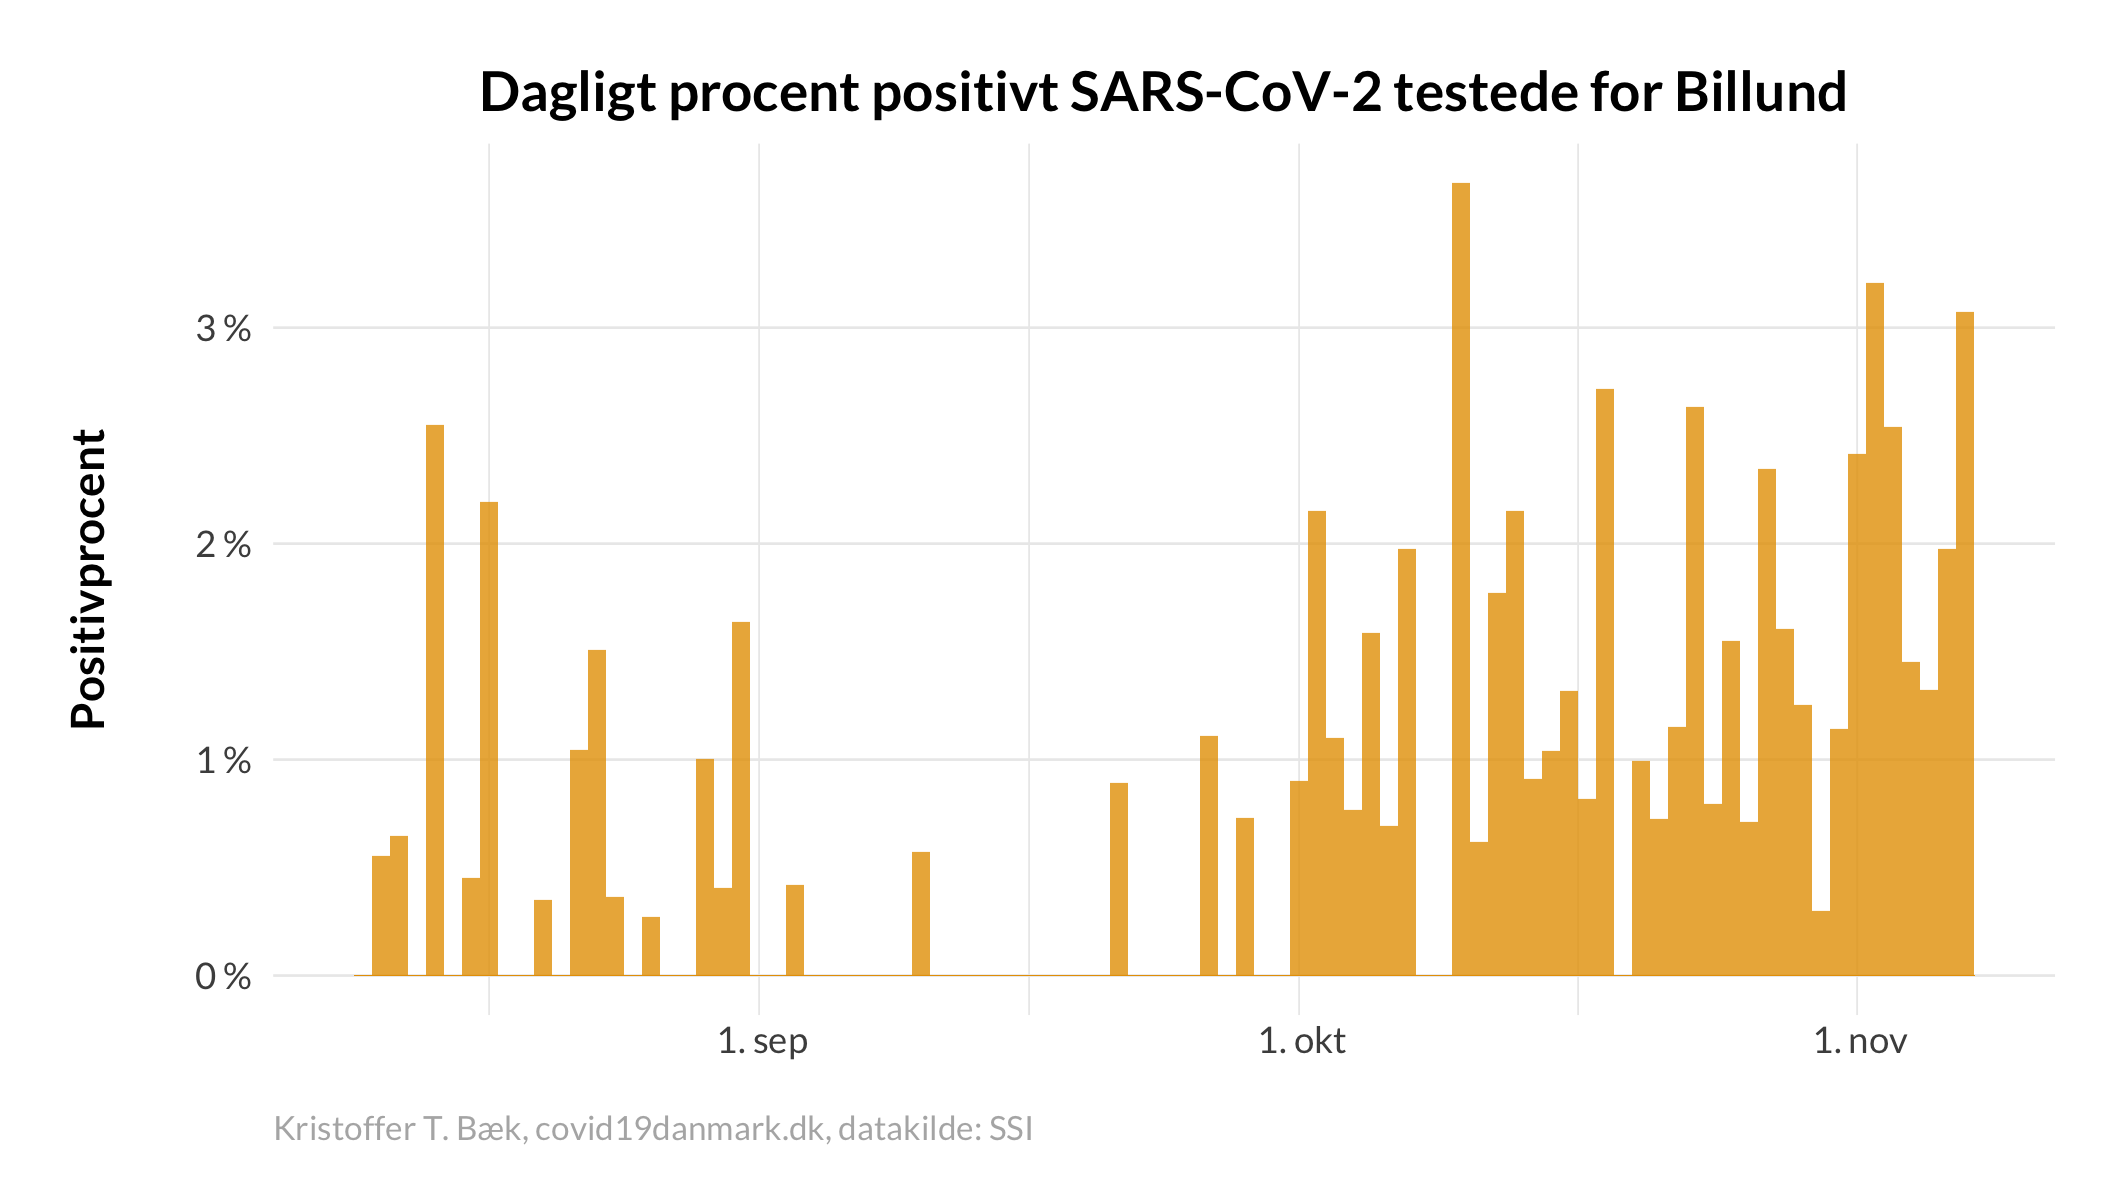 Dagligt procent positivt SARS-CoV-2 testede for Billund
Positivprocent
3 %
2 %
1 %
0 %
1. sep
1. okt
1. nov
Kristoffer T. Bæk, covid19danmark.dk, datakilde: SSI